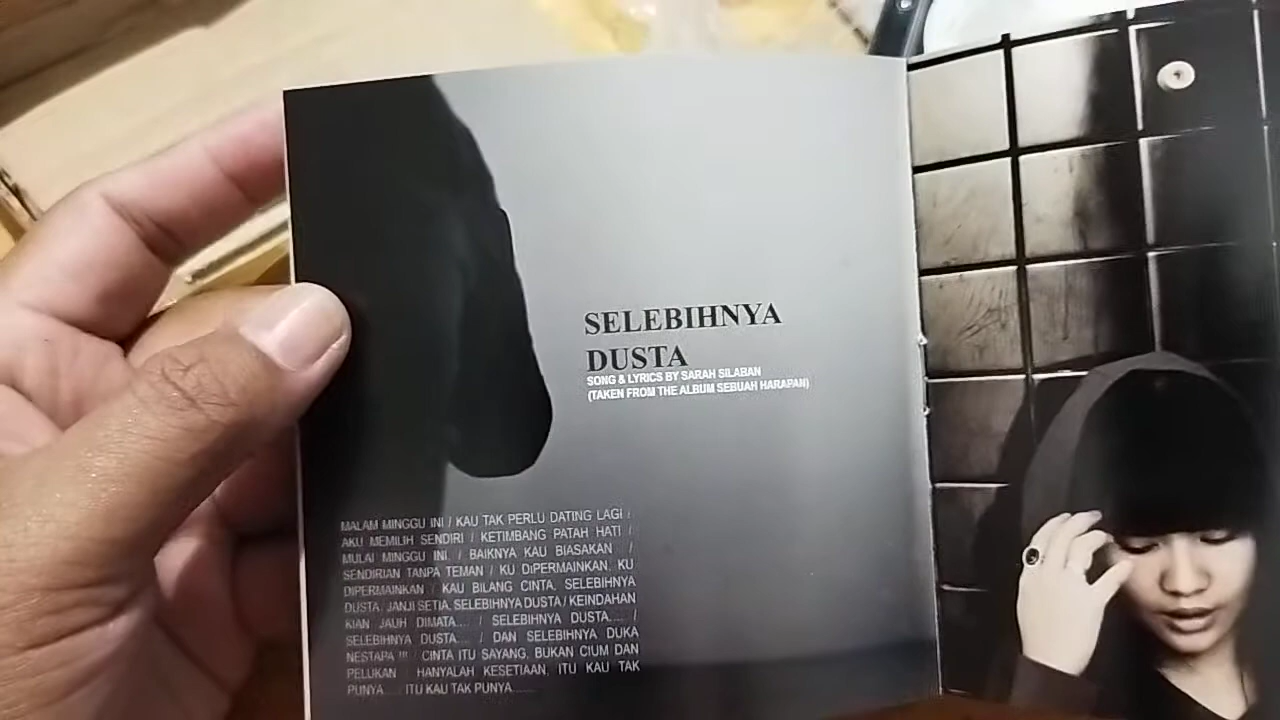 SELEBIHNYA
DUSTA
SONG & LYRICS BY SARAH SILABAN
(TAKEN FROM THE ALBUM SEBUAH HARAPAN)
MALAM MINGGU INI / KAU TAK PERLU DATING LAGI /
AKU MEMILIH SENDIRI / KETIMBANG PATAH HATI /
MULAI MINGGU INI. / BAIKNYA KAU BIASAKAN /
SENDIRIAN TANPA TEMAN / KU DIPERMAINKAN, KU
DIPERMAINKAN / KAU BILANG CINTA, SELEBIHNYA
DUSTA, JANJI SETIA, SELEBIHNYA DUSTA / KEINDAHAN
KIAN JAUH DIMATA.... / SELEBIHNYA DUSTA.... /
SELEBIHNYA DUSTA.... / DAN SELEBIHNYA DUKA
NESTAPA !!! / CINTA ITU SAYANG, BUKAN CIUM DAN
PELUKAN / HANYALAH KESETIAAN, ITU KAU TAK
PUNYA.... ITU KAU TAK PUNYA......